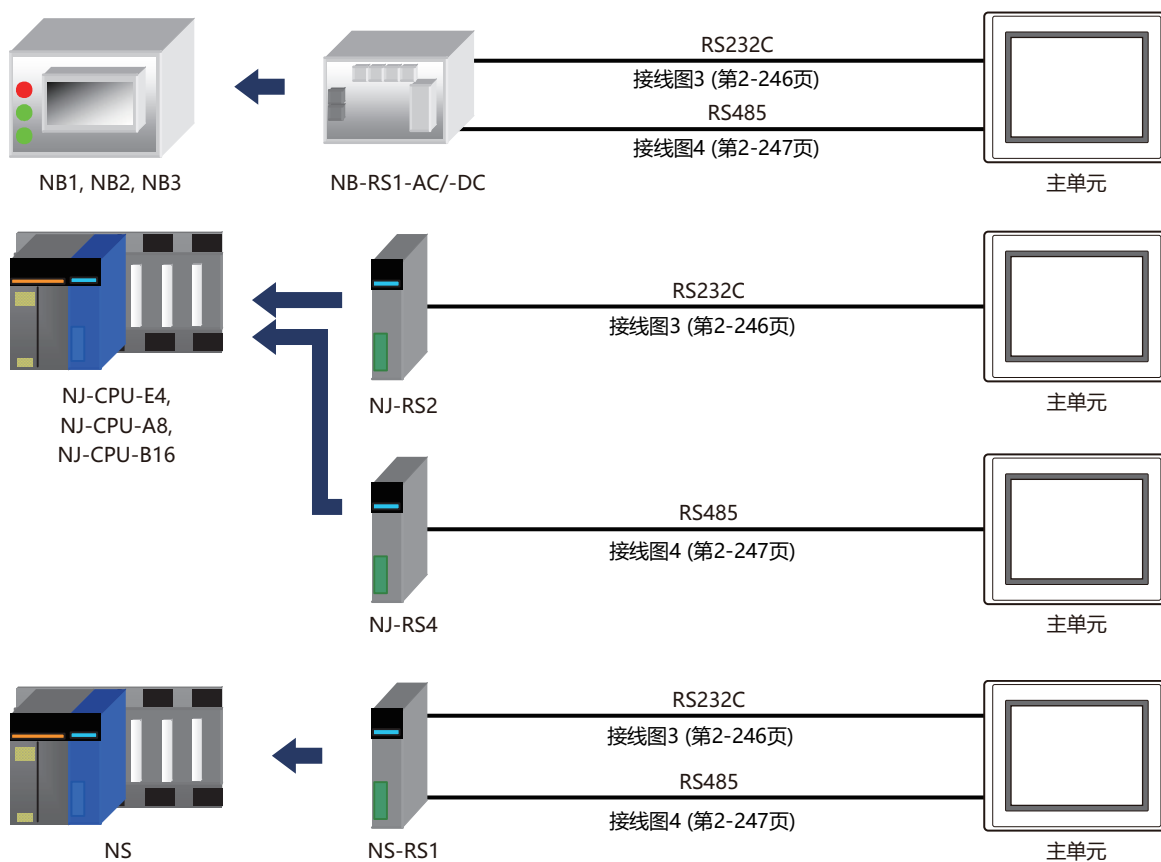 RS232C
接线图3 (第2-246页)
RS485
接线图4 (第2-247页)
NB1, NB2, NB3
NB-RS1-AC/-DC
主单元
RS232C
接线图3 (第2-246页)
NJ-CPU-E4,
NJ-CPU-A8,
NJ-CPU-B16
NJ-RS2
主单元
RS485
接线图4 (第2-247页)
NJ-RS4
主单元
RS232C
接线图3 (第2-246页)
RS485
接线图4 (第2-247页)
NS
NS-RS1
主单元